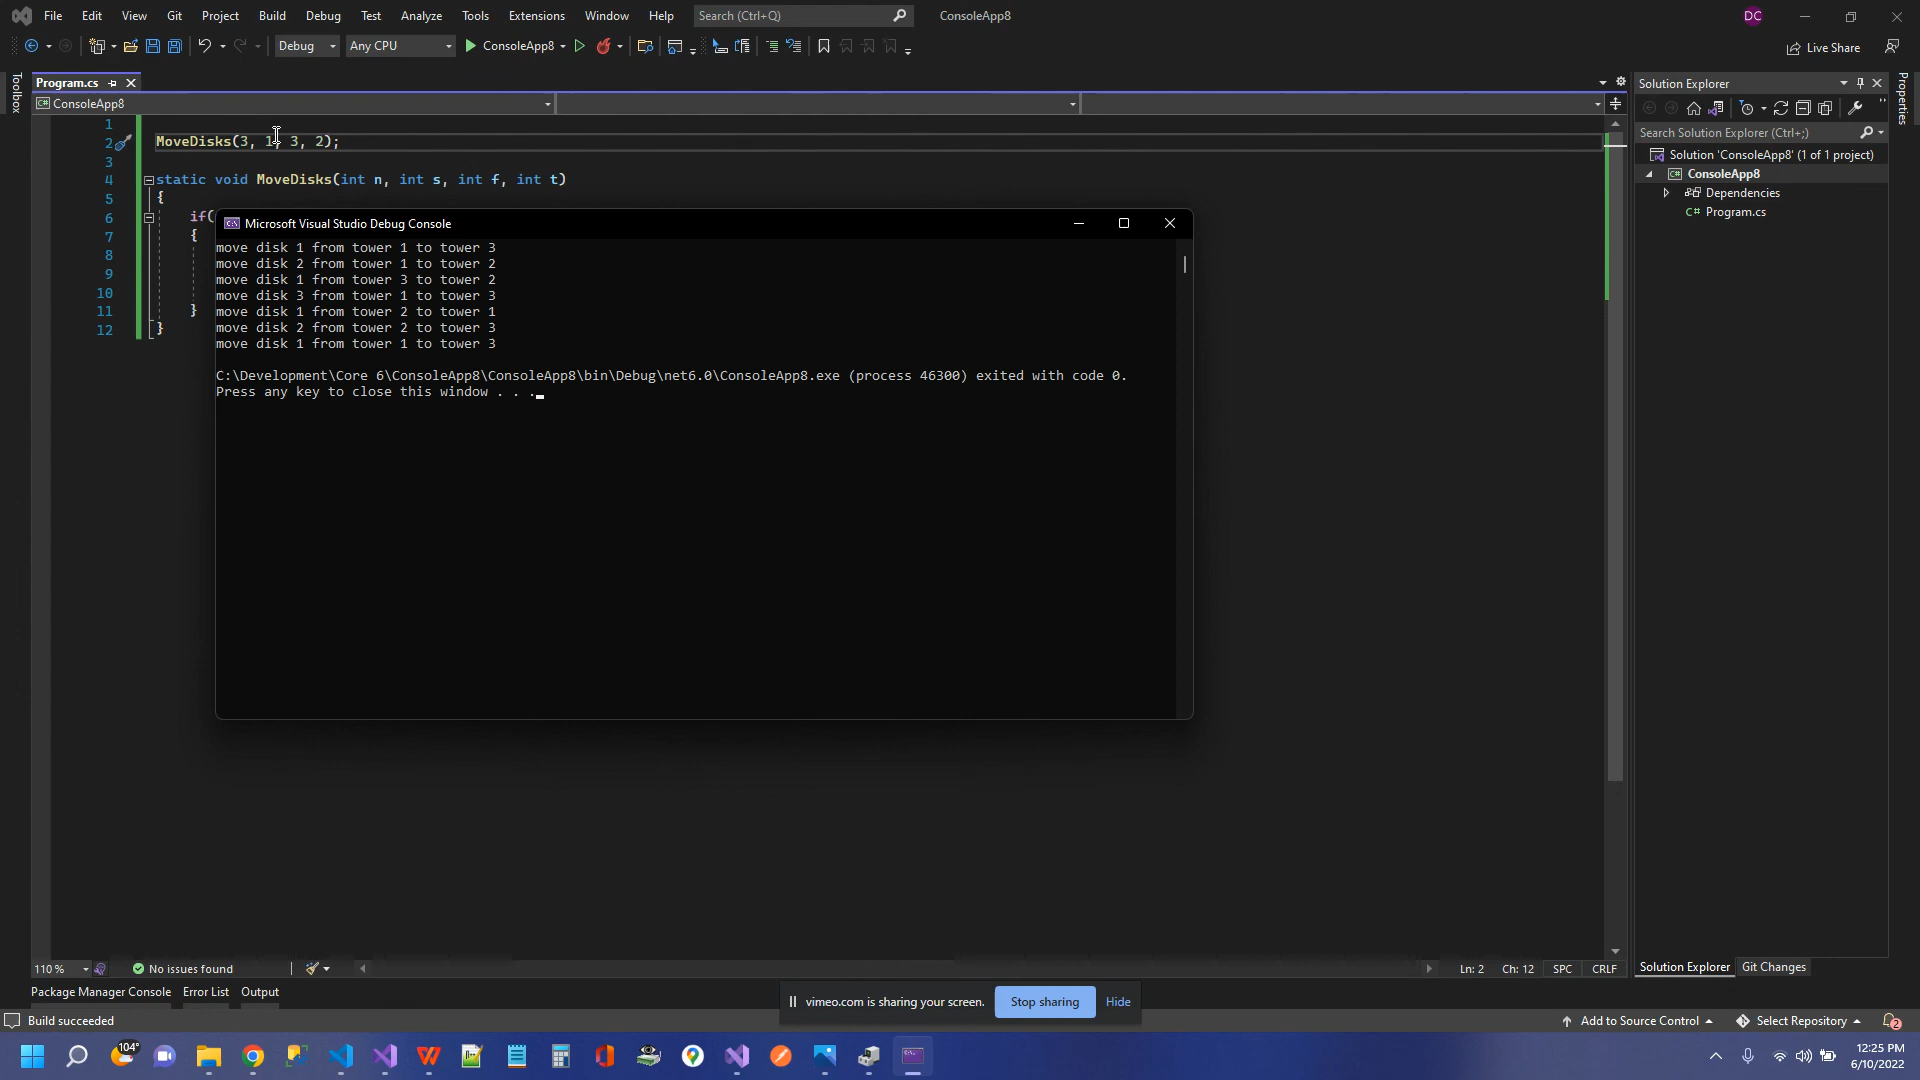 File Edit View Git Project Build Debug Test Analyze Tools Extensions Window Help Search (Ctrl+Q) ConsoleApp8 DC
Debug Any CPU ConsoleApp8 Live Share
Toolbox
Program.cs
ConsoleApp8
1
2 MoveDisks(3, 1, 3, 2);
3
4 static void MoveDisks(int n, int s, int f, int t)
5 {
6 if(
7 {
8
9
10
11 }
12 }
Microsoft Visual Studio Debug Console
move disk 1 from tower 1 to tower 3
move disk 2 from tower 1 to tower 2
move disk 1 from tower 3 to tower 2
move disk 3 from tower 1 to tower 3
move disk 1 from tower 2 to tower 1
move disk 2 from tower 2 to tower 3
move disk 1 from tower 1 to tower 3
C:\Development\Core 6\ConsoleApp8\ConsoleApp8\bin\Debug\net6.0\ConsoleApp8.exe (process 46300) exited with code 0.
Press any key to close this window . . .
Solution Explorer
Search Solution Explorer (Ctrl+;)
Solution 'ConsoleApp8' (1 of 1 project)
ConsoleApp8
Dependencies
C# Program.cs
Properties
110 % No issues found Ln: 2 Ch: 12 SPC CRLF
Solution Explorer Git Changes
Package Manager Console Error List Output
vimeo.com is sharing your screen. Stop sharing Hide
Build succeeded Add to Source Control Select Repository 2
104° 12:25 PM
6/10/2022